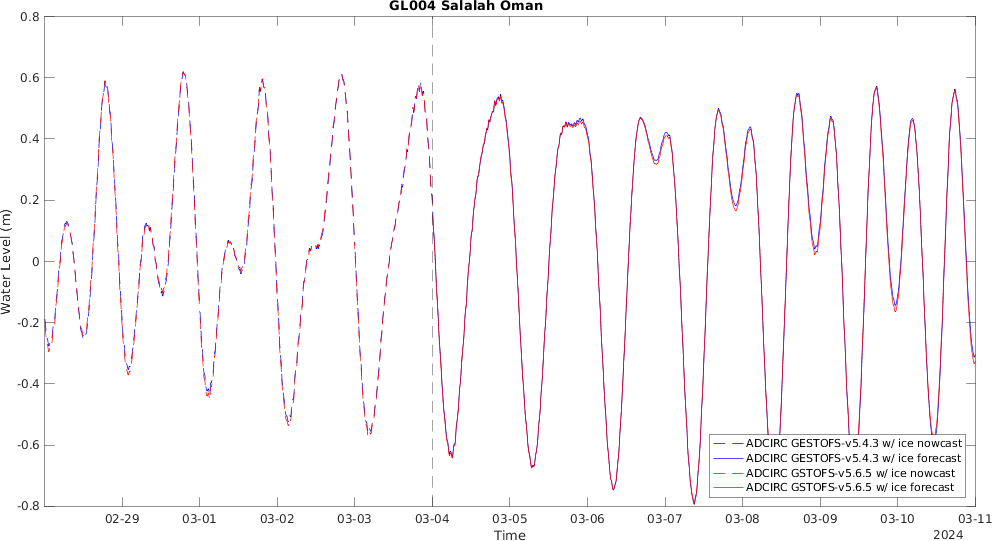 GL004 Salalah Oman
0.8
0.6
0.4
0.2
0
-0.2
-0.4
-0.6
-0.8
Water Level (m)
ADCIRC GESTOFS-v5.4.3 w/ ice nowcast
ADCIRC GESTOFS-v5.4.3 w/ ice forecast
ADCIRC GSTOFS-v5.6.5 w/ ice nowcast
ADCIRC GSTOFS-v5.6.5 w/ ice forecast
02-29 03-01 03-02 03-03 03-04 03-05 03-06 03-07 03-08 03-09 03-10 03-11
Time
2024